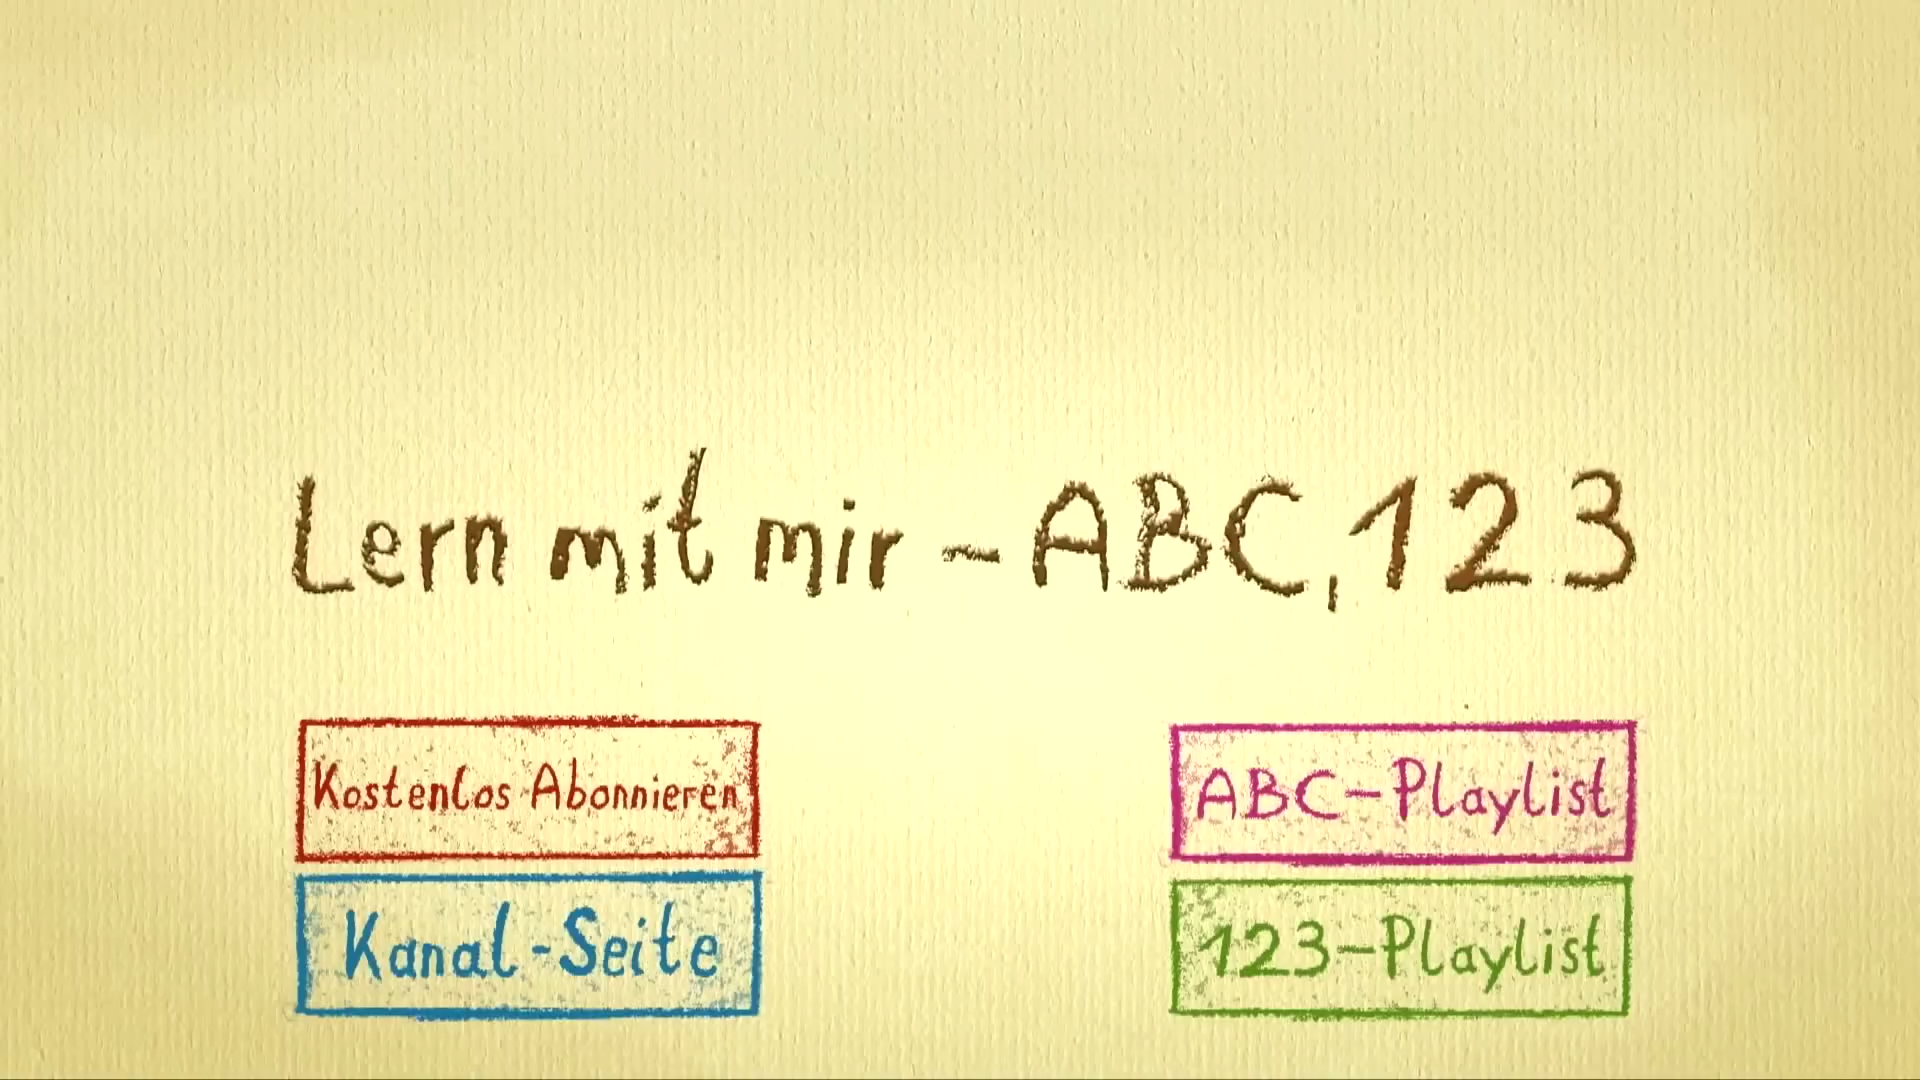 Lern mit mir - ABC, 123
Kostenlos Abonnieren
ABC-Playlist
Kanal-Seite
123-Playlist